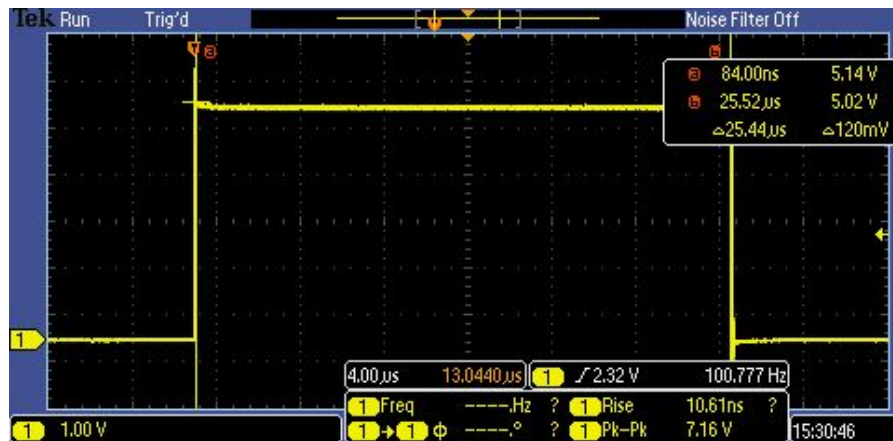 Tek Run Trig'd Noise Filter Off
T a b
a 84.00ns 5.14 V
b 25.52µs 5.02 V
△25.44µs △120mV
1
4.00µs 13.0440µs 1 2.32 V 100.777 Hz
1 Freq -----.Hz ? 1 Rise 10.61ns ?
1 1.00 V 1→1 Φ -----.° ? 1 Pk-Pk 7.16 V 15:30:46